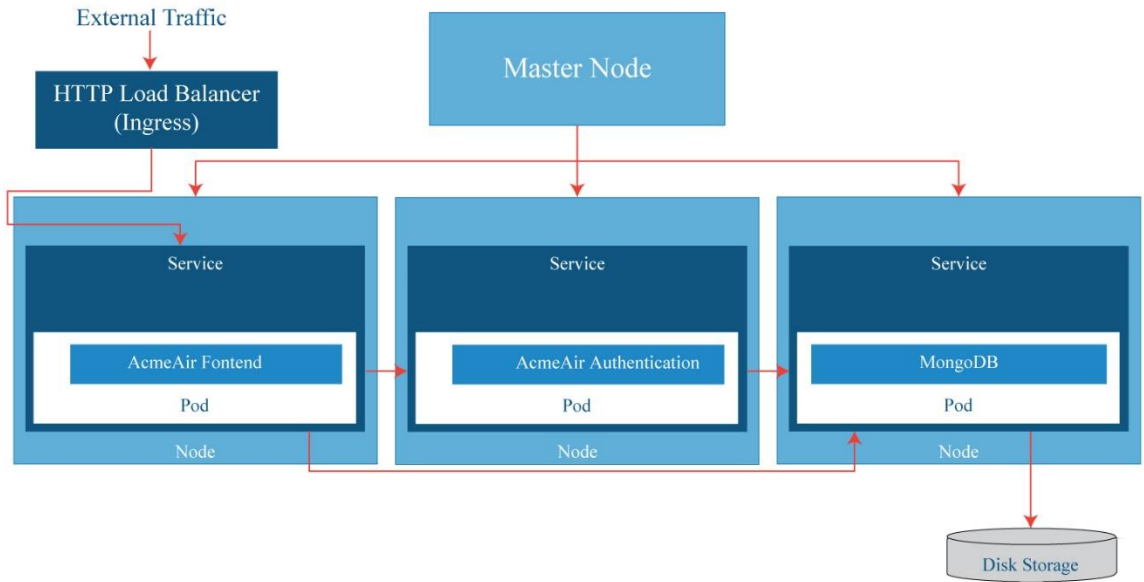 External Traffic
HTTP Load Balancer
(Ingress)
Master Node
Service
AcmeAir Fontend
Pod
Node
Service
AcmeAir Authentication
Pod
Node
Service
MongoDB
Pod
Node
Disk Storage